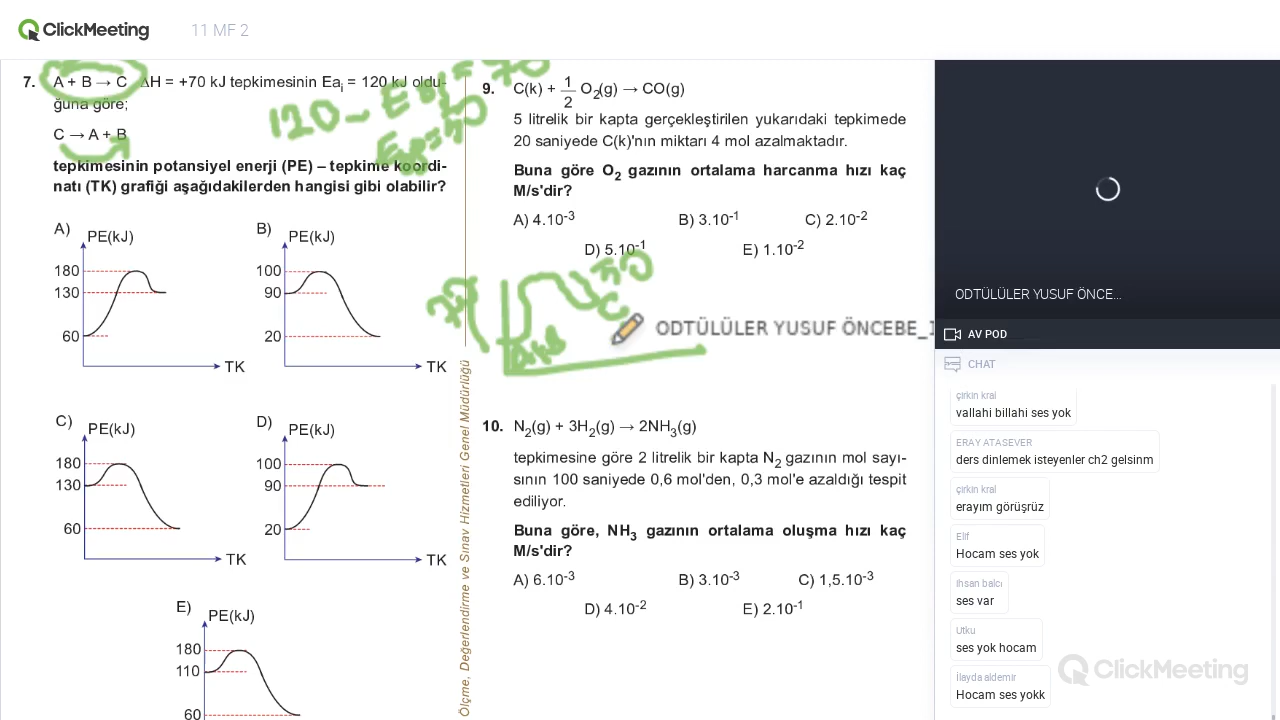 ClickMeeting
11 MF 2
7. A + B → C ΔH = +70 kJ tepkimesinin Eaᵢ = 120 kJ oldu-
ğuna göre;
C → A + B
tepkimesinin potansiyel enerji (PE) – tepkime koordi-
natı (TK) grafiği aşağıdakilerden hangisi gibi olabilir?
A) PE(kJ)
180
130
60
TK
B) PE(kJ)
100
90
20
TK
C) PE(kJ)
180
130
60
TK
D) PE(kJ)
100
90
20
TK
E) PE(kJ)
180
110
60
120 -
Ölçme, Değerlendirme ve Sınav Hizmetleri Genel Müdürlüğü
9. C(k) + 1/2 O₂(g) → CO(g)
5 litrelik bir kapta gerçekleştirilen yukarıdaki tepkimede
20 saniyede C(k)'nın miktarı 4 mol azalmaktadır.
Buna göre O₂ gazının ortalama harcanma hızı kaç
M/s'dir?
A) 4.10⁻³ B) 3.10⁻¹ C) 2.10⁻²
D) 5.10⁻¹ E) 1.10⁻²
ODTÜLÜLER YUSUF ÖNCEBE_
10. N₂(g) + 3H₂(g) → 2NH₃(g)
tepkimesine göre 2 litrelik bir kapta N₂ gazının mol sayı-
sının 100 saniyede 0,6 mol'den, 0,3 mol'e azaldığı tespit
ediliyor.
Buna göre, NH₃ gazının ortalama oluşma hızı kaç
M/s'dir?
A) 6.10⁻³ B) 3.10⁻³ C) 1,5.10⁻³
D) 4.10⁻² E) 2.10⁻¹
ODTÜLÜLER YUSUF ÖNCE...
AV POD
CHAT
çirkin kral
vallahi billahi ses yok
ERAY ATASEVER
ders dinlemek isteyenler ch2 gelsinm
çirkin kral
erayım görüşrüz
Elif
Hocam ses yok
ihsan balcı
ses var
Utku
ses yok hocam
İlayda aldemir
Hocam ses yokk
ClickMeeting